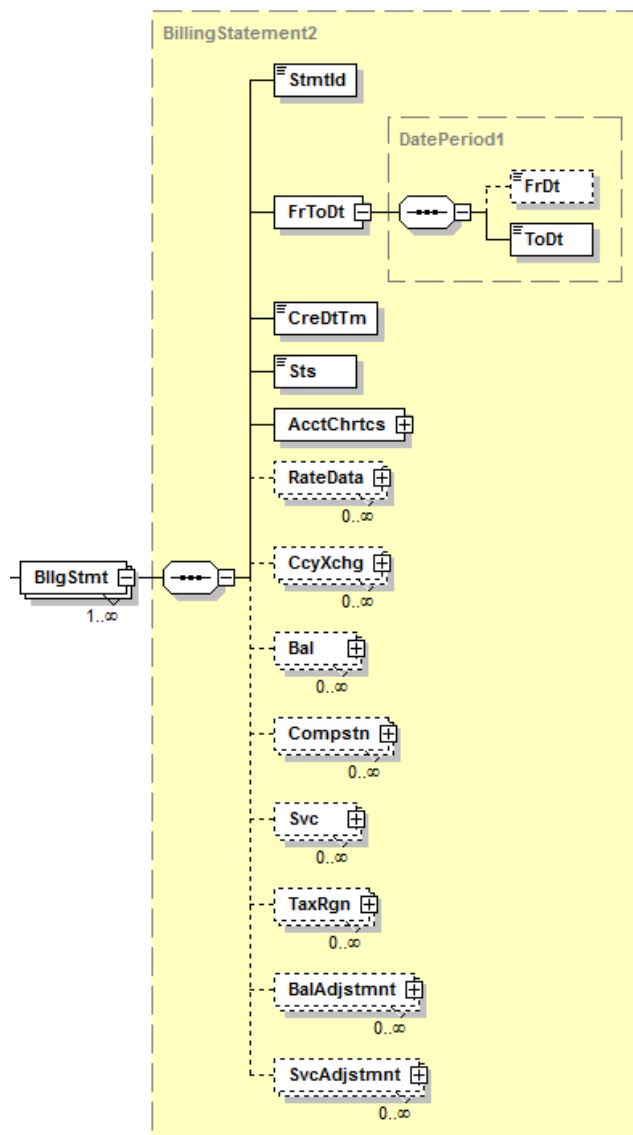 BillingStatement2
StmtId
DatePeriod1
FrDt
FrToDt
ToDt
CreDtTm
Sts
AcctChrtcs
RateData
0..∞
CcyXchg
0..∞
BllgStmt
1..∞
Bal
0..∞
Compstn
0..∞
Svc
0..∞
TaxRgn
0..∞
BalAdjstmnt
0..∞
SvcAdjstmnt
0..∞